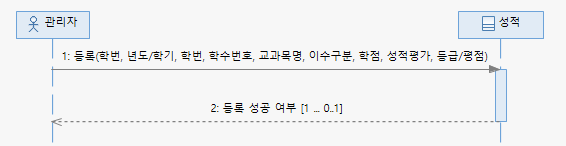 관리자
성적
1: 등록(학번, 년도/학기, 학번, 학수번호, 교과목명, 이수구분, 학점, 성적평가, 등급/평점)
2: 등록 성공 여부 [1 ... 0..1]